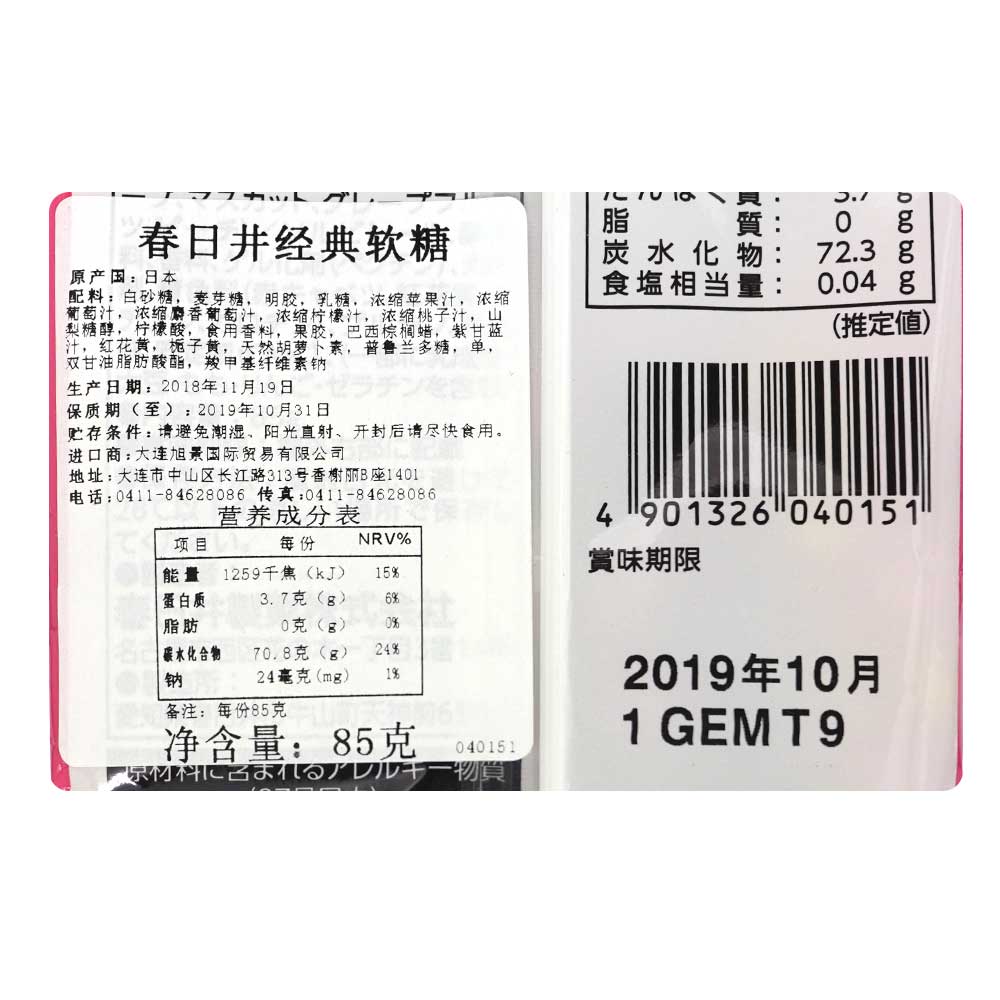 春日井经典软糖
原产国：日本
配料：白砂糖，麦芽糖，明胶，乳糖，浓缩苹果汁，浓缩
葡萄汁，浓缩麝香葡萄汁，浓缩柠檬汁，浓缩桃子汁，山
梨糖醇，柠檬酸，食用香料，果胶，巴西棕榈蜡，紫甘蓝
汁，红花黄，栀子黄，天然胡萝卜素，普鲁兰多糖，单，
双甘油脂肪酸酯，羧甲基纤维素钠
生产日期：2018年11月19日
保质期（至）：2019年10月31日
贮存条件：请避免潮湿、阳光直射、开封后请尽快食用。
进口商：大连旭景国际贸易有限公司
地址：大连市中山区长江路313号香榭丽B座1401
电话：0411-84628086 传真：0411-84628086
营养成分表
项目 每份 NRV%
能量 1259千焦（kJ） 15%
蛋白质 3.7克（g） 6%
脂肪 0克（g） 0%
碳水化合物 70.8克（g） 24%
钠 24毫克(mg) 1%
备注：每份85克
净含量：85克 040151
原材料に含まれるアレルギー物質
たんぱく質：3.7 g
脂質：0 g
炭水化物：72.3 g
食塩相当量：0.04 g
(推定値)
4 901326 040151
賞味期限
2019年10月
1 GEM T9